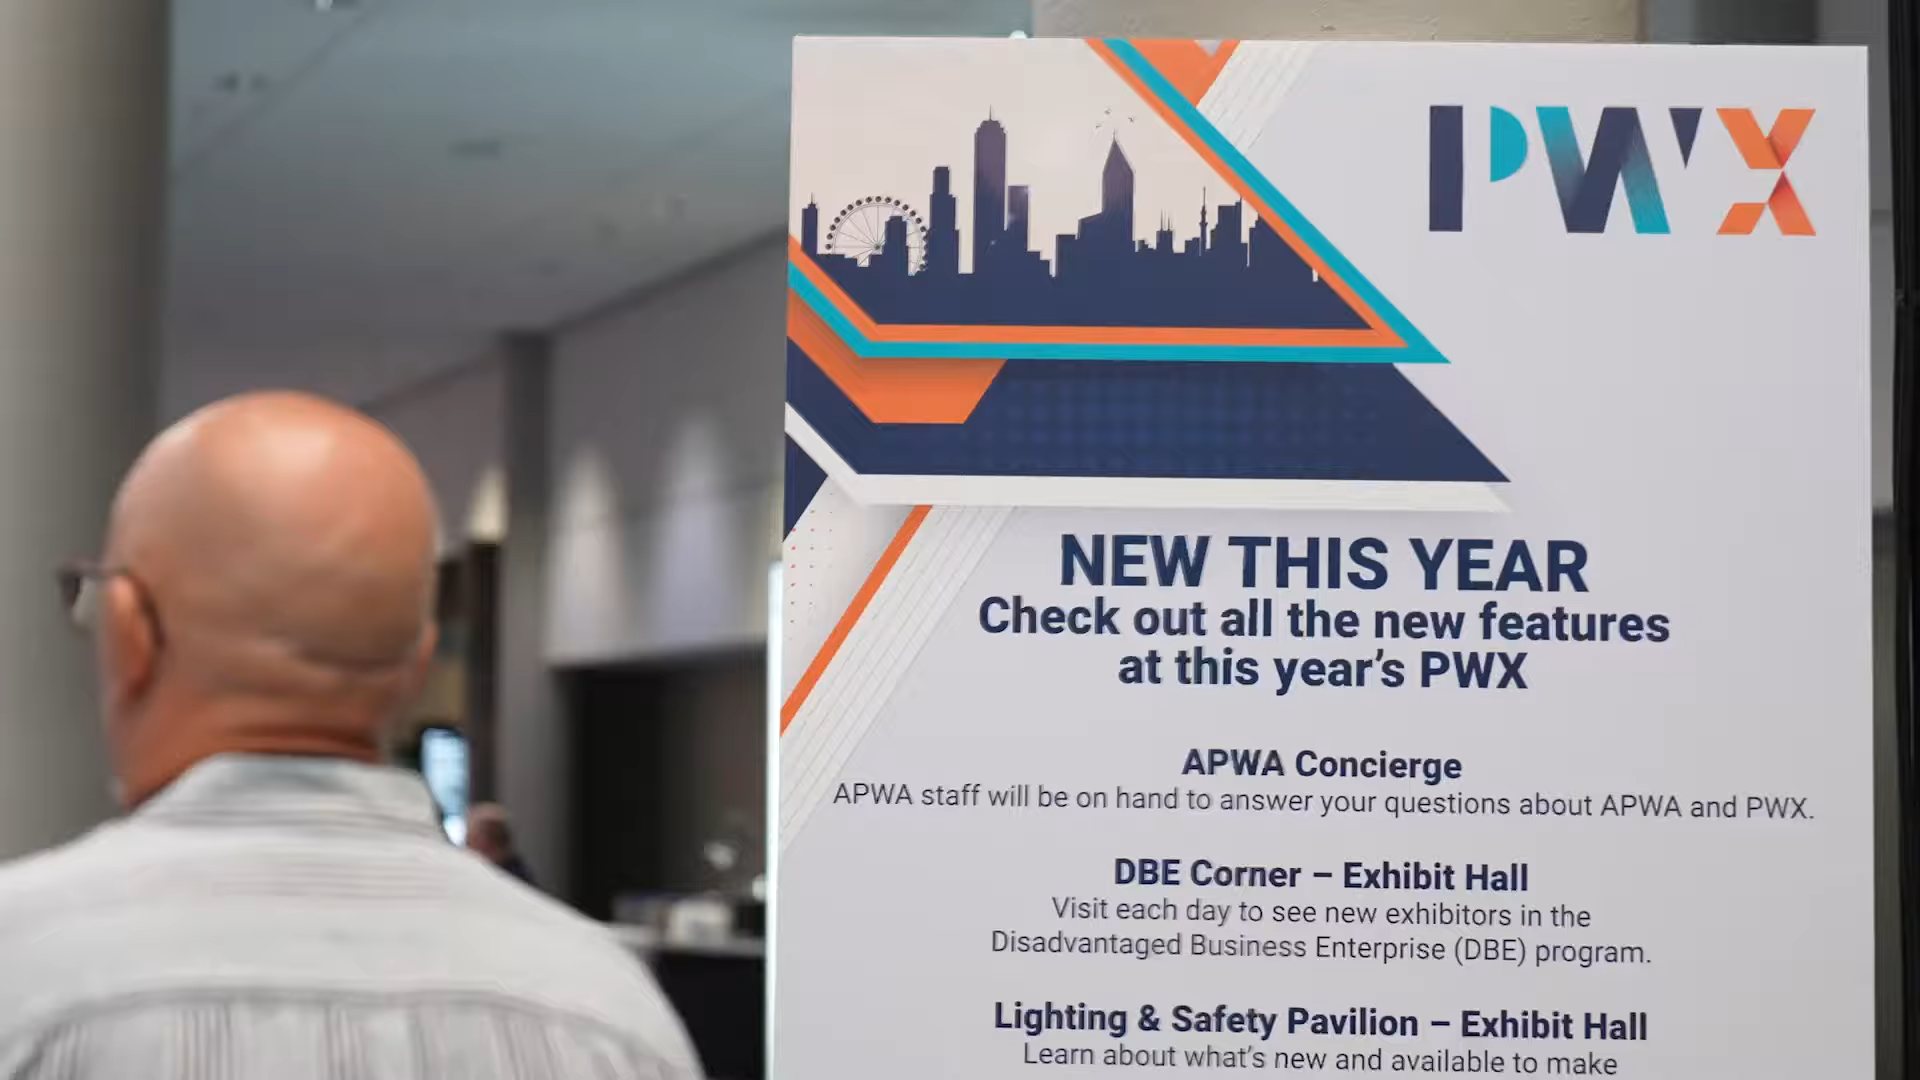 PWX
NEW THIS YEAR
Check out all the new features
at this year's PWX
APWA Concierge
APWA staff will be on hand to answer your questions about APWA and PWX.
DBE Corner – Exhibit Hall
Visit each day to see new exhibitors in the
Disadvantaged Business Enterprise (DBE) program.
Lighting & Safety Pavilion – Exhibit Hall
Learn about what's new and available to make